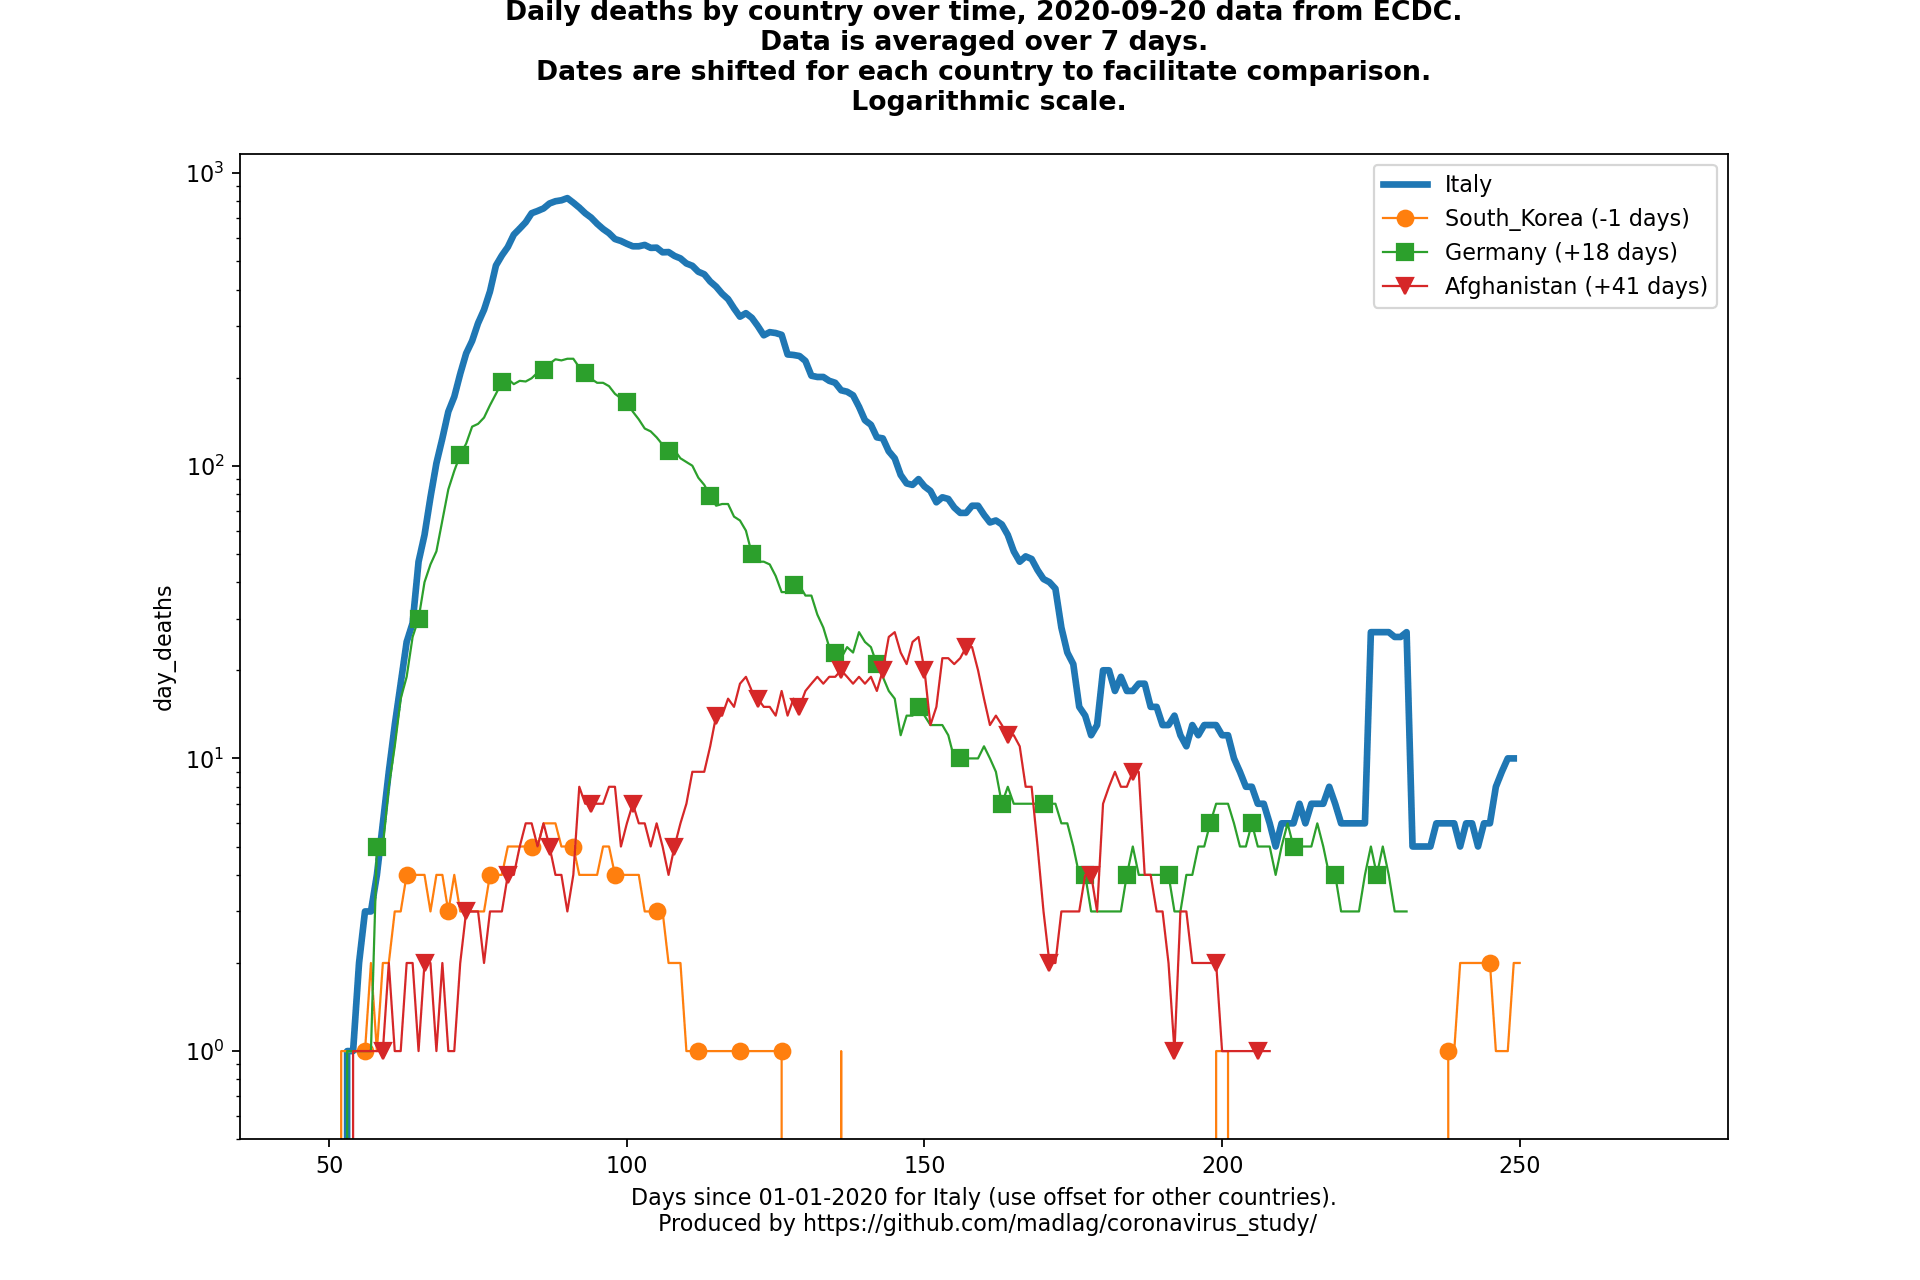 Daily deaths by country over time, 2020-09-20 data from ECDC.
Data is averaged over 7 days.
Dates are shifted for each country to facilitate comparison.
Logarithmic scale.
10³
10²
10¹
10⁰
day_deaths
Italy
South_Korea (-1 days)
Germany (+18 days)
Afghanistan (+41 days)
50 100 150 200 250
Days since 01-01-2020 for Italy (use offset for other countries).
Produced by https://github.com/madlag/coronavirus_study/